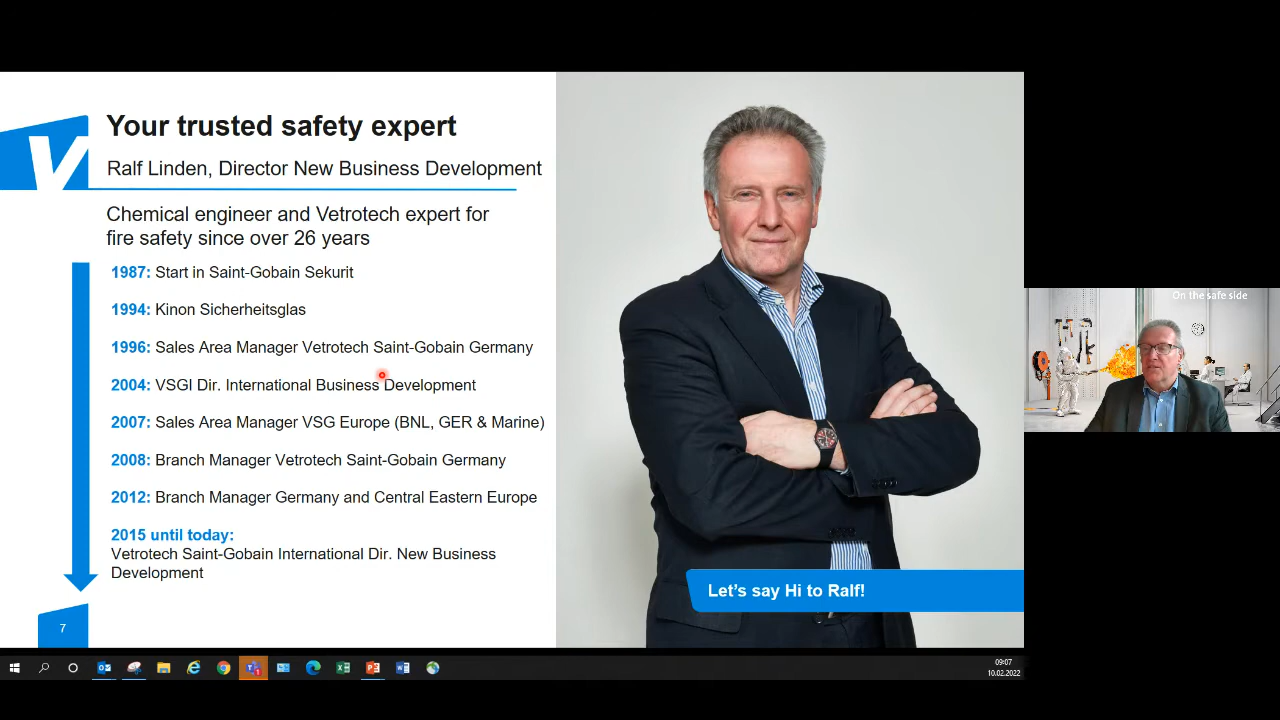 Your trusted safety expert
Ralf Linden, Director New Business Development
Chemical engineer and Vetrotech expert for
fire safety since over 26 years
1987: Start in Saint-Gobain Sekurit
1994: Kinon Sicherheitsglas
1996: Sales Area Manager Vetrotech Saint-Gobain Germany
2004: VSGI Dir. International Business Development
2007: Sales Area Manager VSG Europe (BNL, GER & Marine)
2008: Branch Manager Vetrotech Saint-Gobain Germany
2012: Branch Manager Germany and Central Eastern Europe
2015 until today:
Vetrotech Saint-Gobain International Dir. New Business
Development
Let's say Hi to Ralf!
7
On the safe side
09:07
10.02.2022